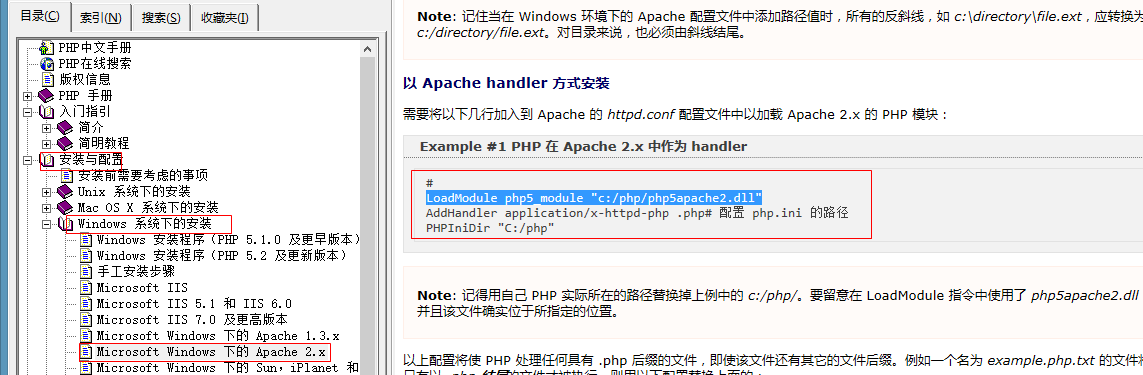 目录(C) 索引(N) 搜索(S) 收藏夹(I)
PHP中文手册
PHP在线搜索
版权信息
PHP 手册
入门指引
简介
简明教程
安装与配置
安装前需要考虑的事项
Unix 系统下的安装
Mac OS X 系统下的安装
Windows 系统下的安装
Windows 安装程序（PHP 5.1.0 及更早版本）
Windows 安装程序（PHP 5.2 及更新版本）
手工安装步骤
Microsoft IIS
Microsoft IIS 5.1 和 IIS 6.0
Microsoft IIS 7.0 及更高版本
Microsoft Windows 下的 Apache 1.3.x
Microsoft Windows 下的 Apache 2.x
Microsoft Windows 下的 Sun, iPlanet 和
Note: 记住当在 Windows 环境下的 Apache 配置文件中添加路径值时，所有的反斜线，如 c:\directory\file.ext，应转换为
c:/directory/file.ext。对目录来说，也必须由斜线结尾。
以 Apache handler 方式安装
需要将以下几行加入到 Apache 的 httpd.conf 配置文件中以加载 Apache 2.x 的 PHP 模块：
Example #1 PHP 在 Apache 2.x 中作为 handler
#
LoadModule php5_module "c:/php/php5apache2.dll"
AddHandler application/x-httpd-php .php# 配置 php.ini 的路径
PHPIniDir "C:/php"
Note: 记得用自己 PHP 实际所在的路径替换掉上例中的 c:/php/。要留意在 LoadModule 指令中使用了 php5apache2.dll
并且该文件确实位于所指定的位置。
以上配置将使 PHP 处理任何具有 .php 后缀的文件，即使该文件还有其它的文件后缀。例如一个名为 example.php.txt 的文件将